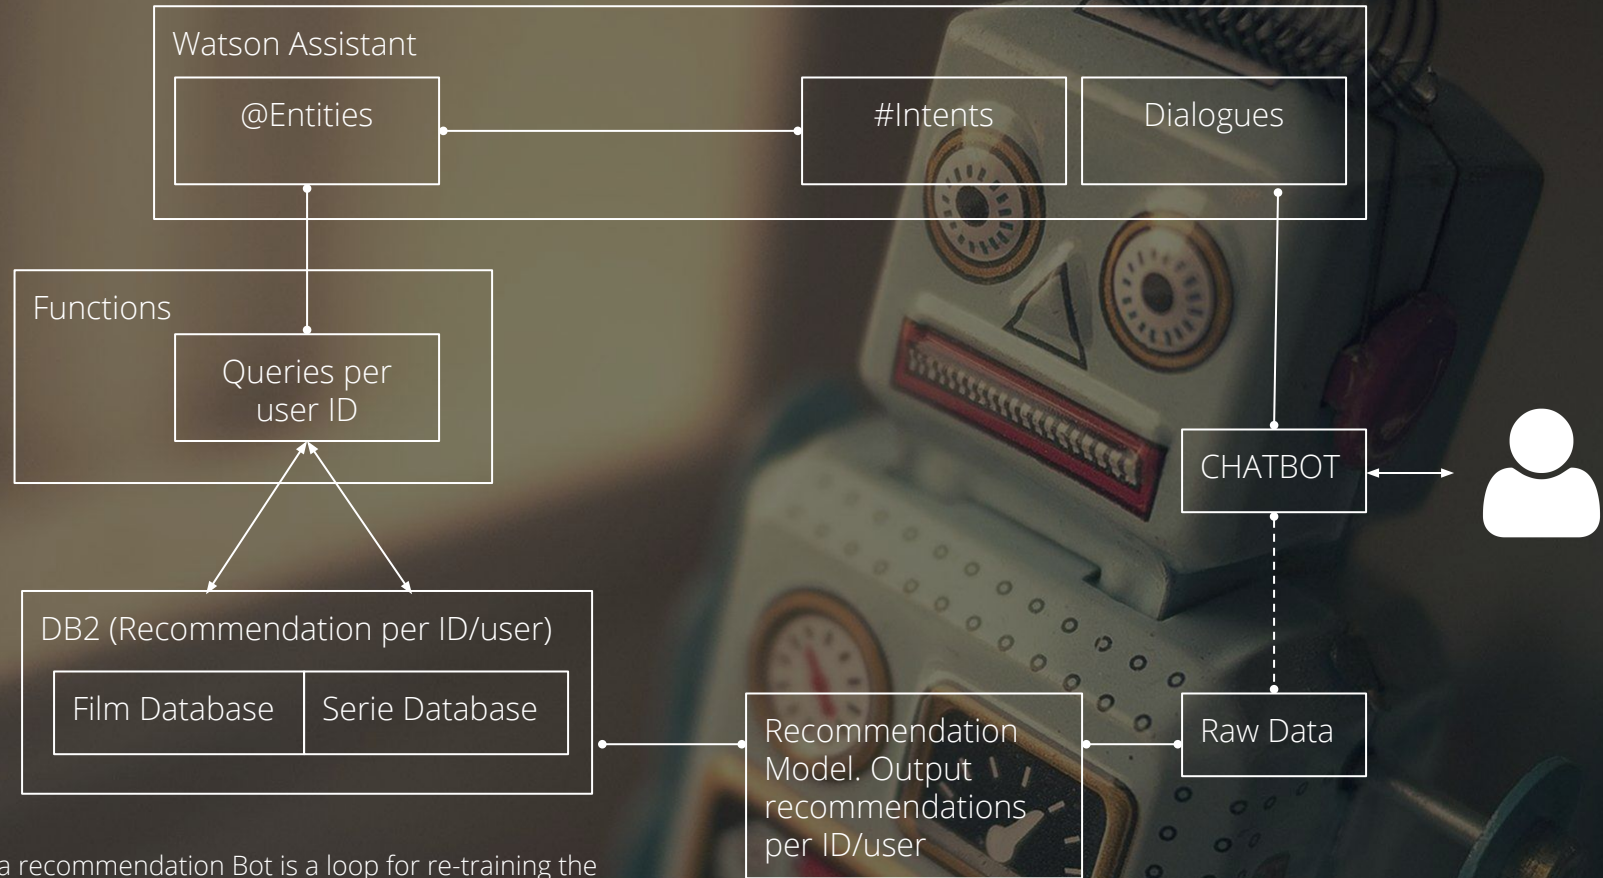 Watson Assistant
@Entities
#Intents
Dialogues
Functions
Queries per
user ID
CHATBOT
DB2 (Recommendation per ID/user)
Film Database
Serie Database
Recommendation
Model. Output
recommendations
per ID/user
Raw Data
a recommendation Bot is a loop for re-training the